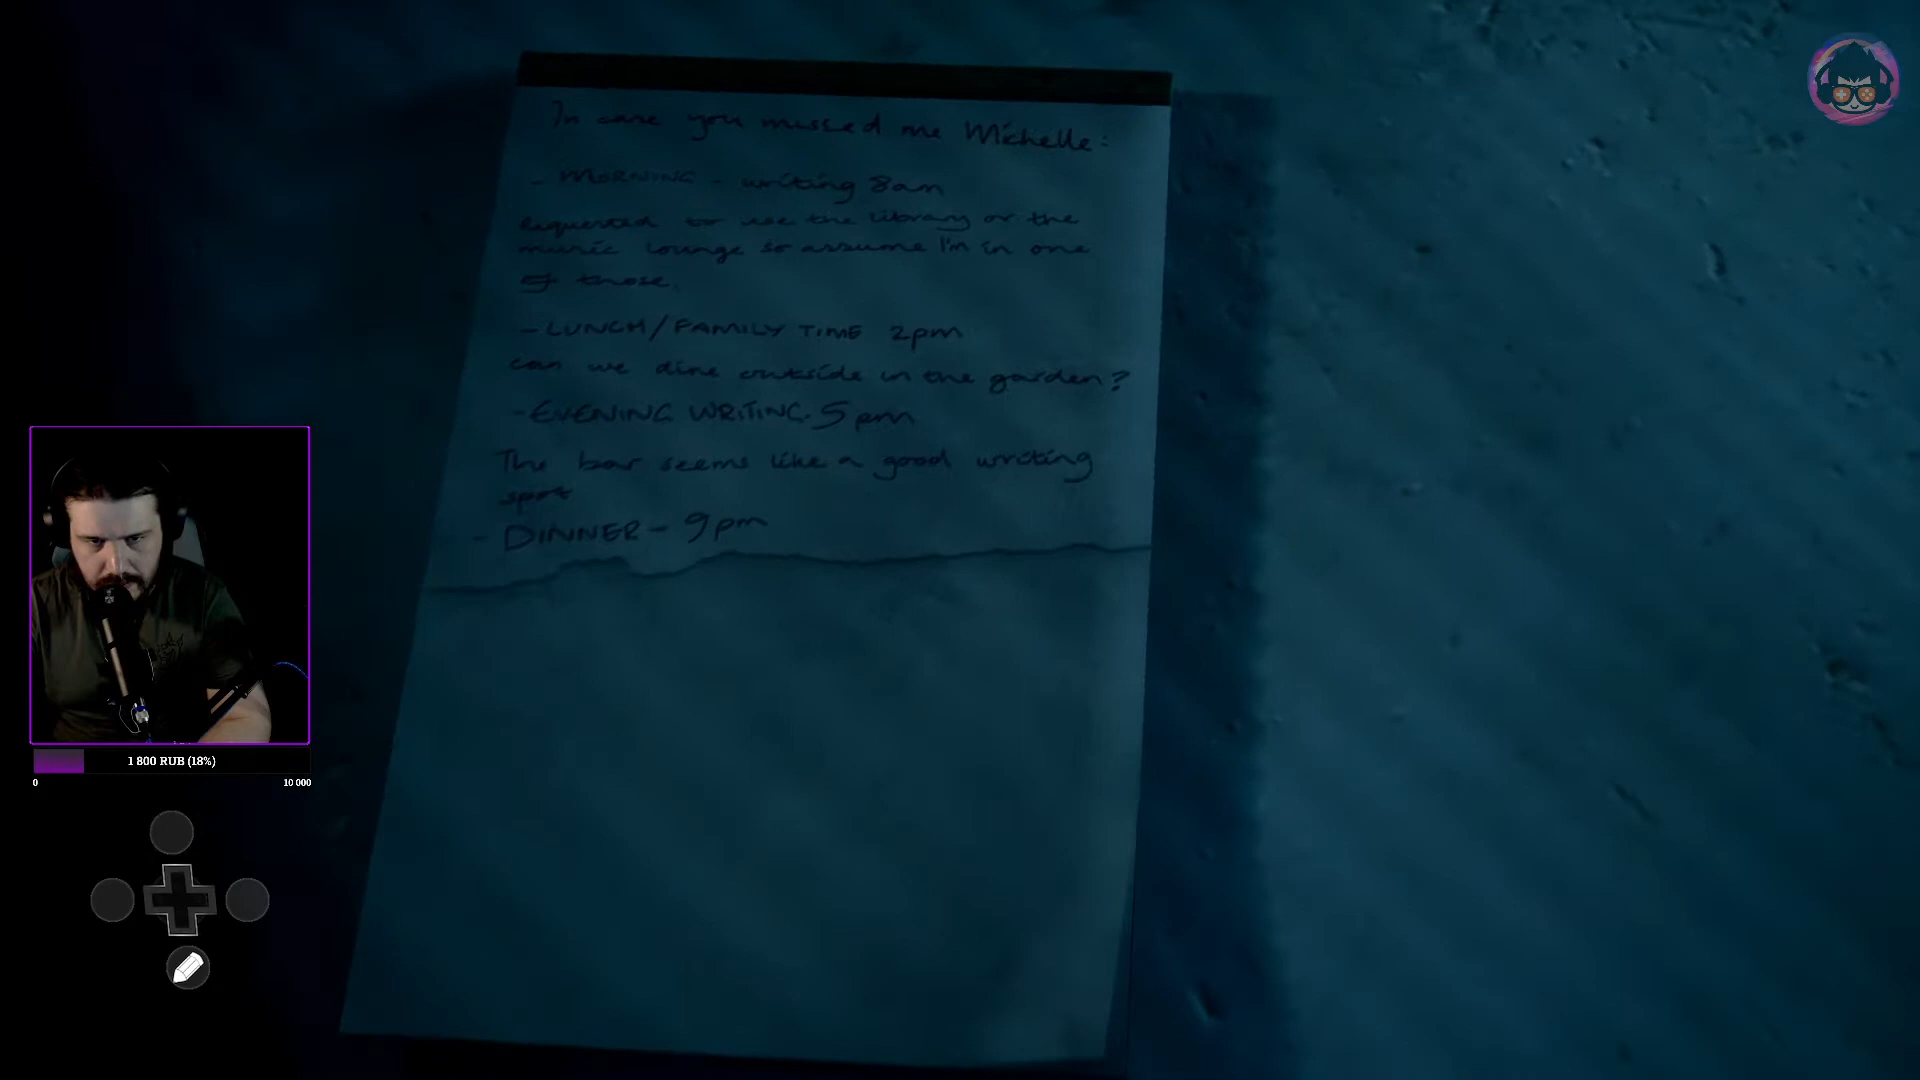 In case you missed me Michelle:
- MORNING - writing 8am
Requested to use the library or the
music lounge so assume I'm in one
of those.
- LUNCH/FAMILY TIME 2pm
can we dine outside in the garden?
- EVENING WRITING. 5pm
The bar seems like a good writing
spot
- DINNER - 9pm
1 800 RUB (18%)
0
10 000